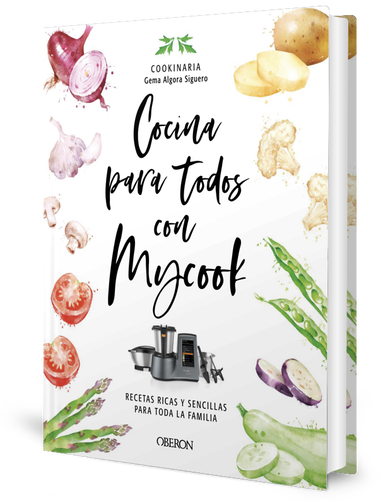 COOKINARIA
Gema Algora Siguero
Cocina
para todos
con
Mycook
RECETAS RICAS Y SENCILLAS
PARA TODA LA FAMILIA
OBERON